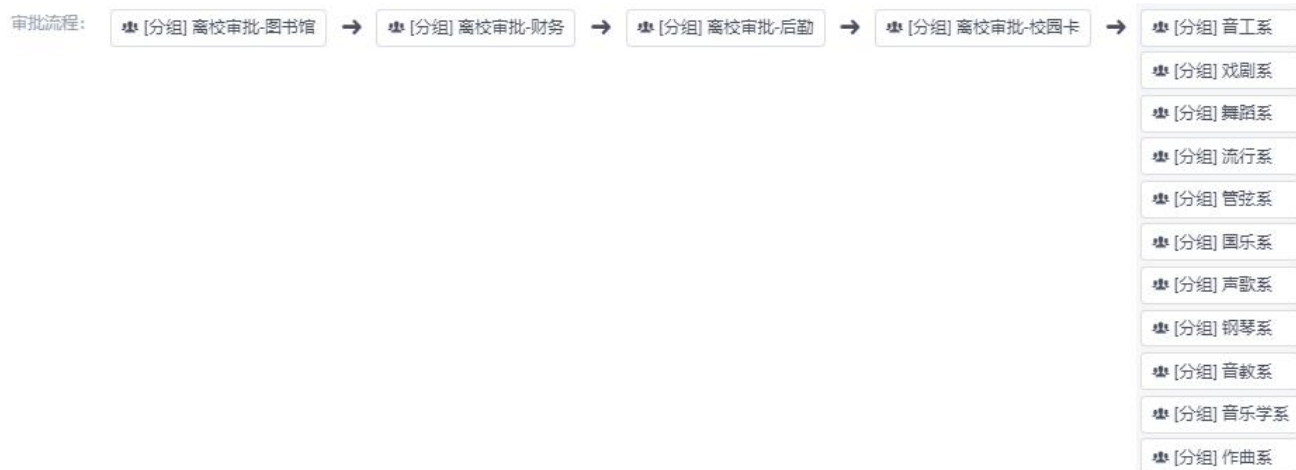 审批流程: [分组] 离校审批-图书馆 → [分组] 离校审批-财务 → [分组] 离校审批-后勤 → [分组] 离校审批-校园卡 → [分组] 音工系
[分组] 戏剧系
[分组] 舞蹈系
[分组] 流行系
[分组] 管弦系
[分组] 国乐系
[分组] 声歌系
[分组] 钢琴系
[分组] 音教系
[分组] 音乐学系
[分组] 作曲系